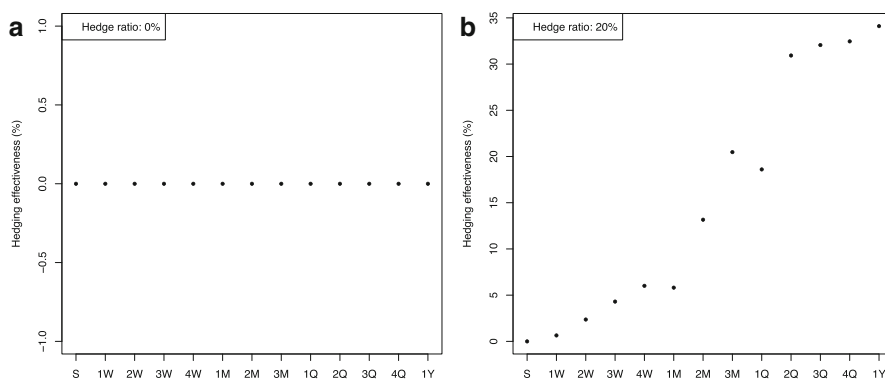 a
Hedge ratio: 0%
Hedging effectiveness (%)
1.0
0.5
0.0
−0.5
−1.0
S 1W 2W 3W 4W 1M 2M 3M 1Q 2Q 3Q 4Q 1Y
b
Hedge ratio: 20%
Hedging effectiveness (%)
35
30
25
20
15
10
5
0
S 1W 2W 3W 4W 1M 2M 3M 1Q 2Q 3Q 4Q 1Y